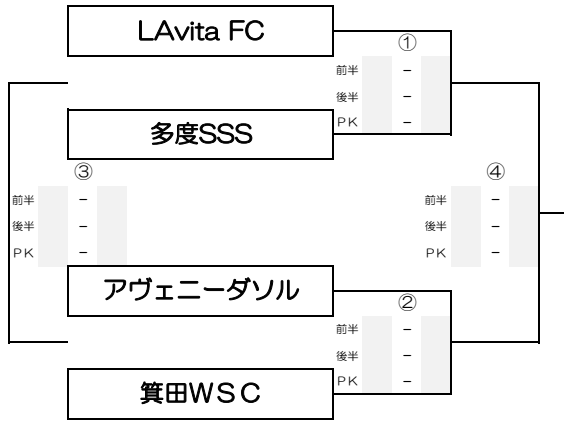 LAvita FC
①
前半 -
後半 -
PK -
多度SSS
③ ④
前半 - 前半 -
後半 - 後半 -
PK - PK -
アヴェニーダソル
②
前半 -
後半 -
PK -
箕田WSC